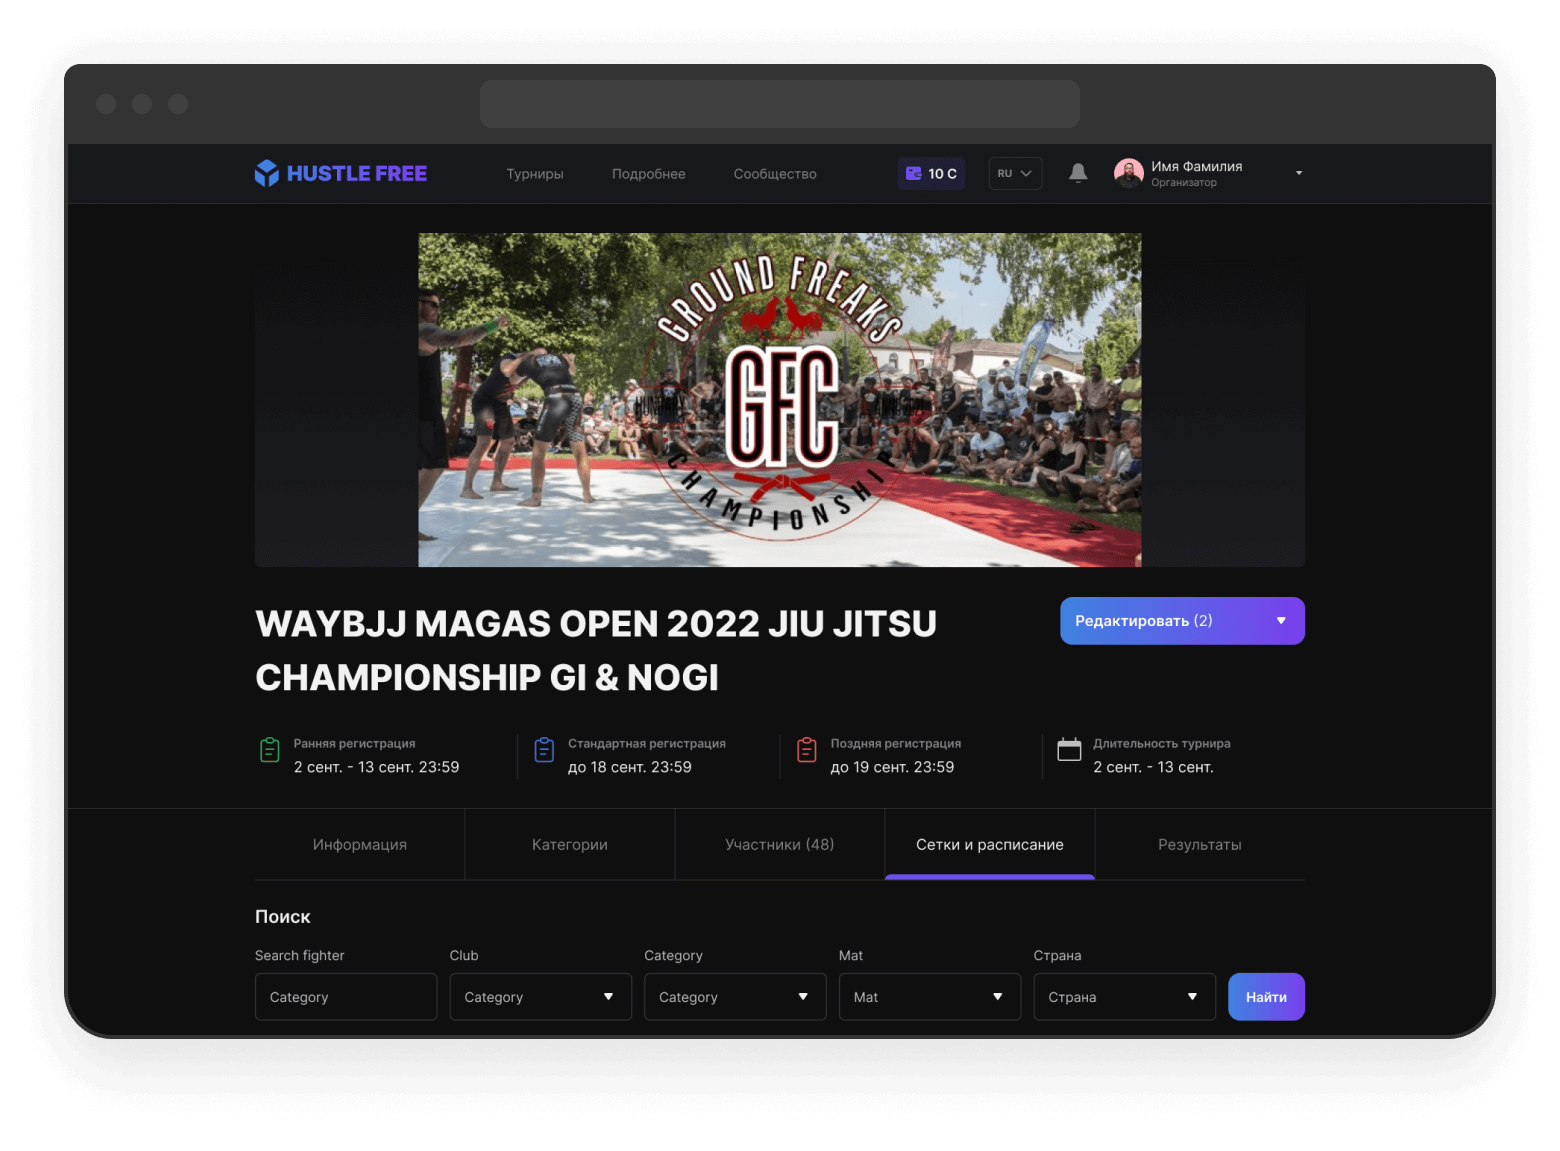 HUSTLE FREE
Турниры
Подробнее
Сообщество
10 C
RU
Имя Фамилия
Организатор
GROUND FREAKS
HUNGARY
GFC
CHAMPIONSHIP
WAYBJJ MAGAS OPEN 2022 JIU JITSU
CHAMPIONSHIP GI & NOGI
Редактировать (2)
Ранняя регистрация
2 сент. - 13 сент. 23:59
Стандартная регистрация
до 18 сент. 23:59
Поздняя регистрация
до 19 сент. 23:59
Длительность турнира
2 сент. - 13 сент.
Информация
Категории
Участники (48)
Сетки и расписание
Результаты
Поиск
Search fighter
Club
Category
Mat
Страна
Category
Category
Category
Mat
Страна
Найти